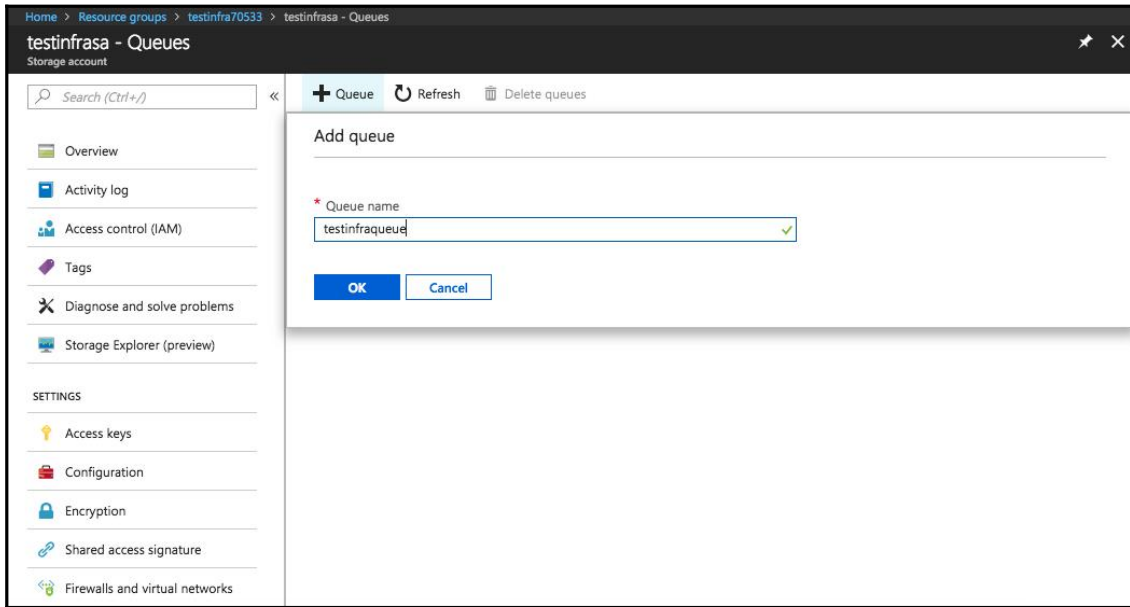 Home > Resource groups > testinfra70533 > testinfrasa - Queues
testinfrasa - Queues
Storage account
Search (Ctrl+/)
«
Overview
Activity log
Access control (IAM)
Tags
Diagnose and solve problems
Storage Explorer (preview)
SETTINGS
Access keys
Configuration
Encryption
Shared access signature
Firewalls and virtual networks
Queue Refresh Delete queues
Add queue
* Queue name
testinfraqueue
OK Cancel